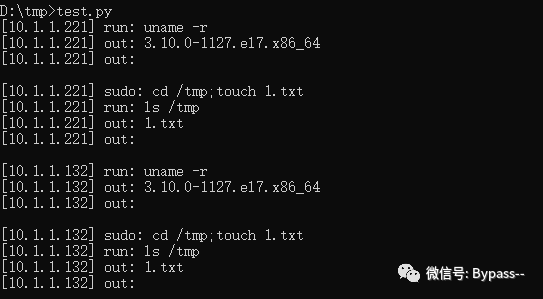 D:\tmp>test.py
[10.1.1.221] run: uname -r
[10.1.1.221] out: 3.10.0-1127.el7.x86_64
[10.1.1.221] out:
[10.1.1.221] sudo: cd /tmp;touch 1.txt
[10.1.1.221] run: ls /tmp
[10.1.1.221] out: 1.txt
[10.1.1.221] out:
[10.1.1.132] run: uname -r
[10.1.1.132] out: 3.10.0-1127.el7.x86_64
[10.1.1.132] out:
[10.1.1.132] sudo: cd /tmp;touch 1.txt
[10.1.1.132] run: ls /tmp
[10.1.1.132] out: 1.txt
[10.1.1.132] out:
微信号: Bypass--